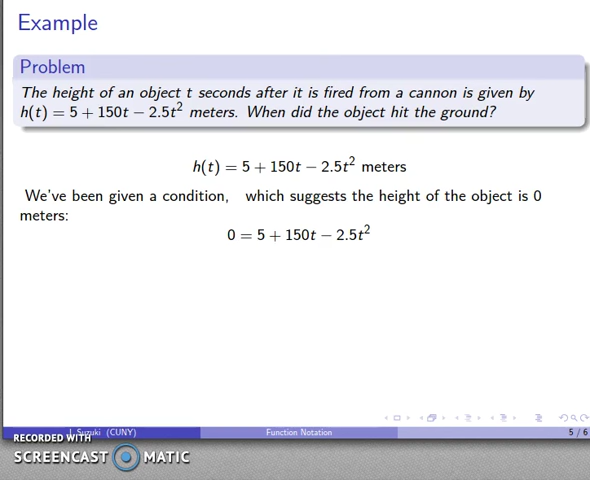 Example
Problem
The height of an object t seconds after it is fired from a cannon is given by
h(t) = 5 + 150t − 2.5t² meters. When did the object hit the ground?
h(t) = 5 + 150t − 2.5t² meters
We've been given a condition, which suggests the height of the object is 0
meters:
0 = 5 + 150t − 2.5t²
J. Suzuki (CUNY) Function Notation 5 / 6
RECORDED WITH
SCREENCAST MATIC